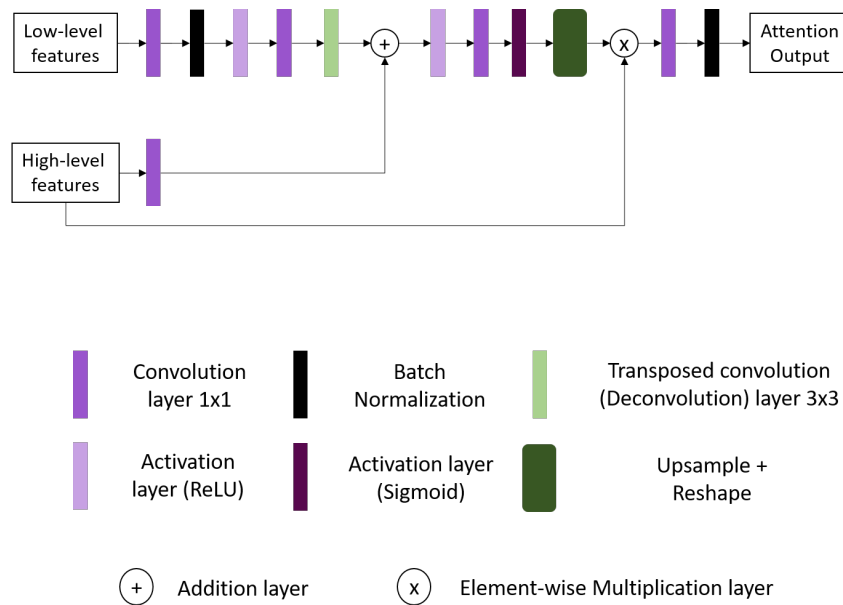 Low-level
features
+
x
Attention
Output
High-level
features
Convolution
layer 1x1
Batch
Normalization
Transposed convolution
(Deconvolution) layer 3x3
Activation
layer (ReLU)
Activation layer
(Sigmoid)
Upsample +
Reshape
+ Addition layer
x Element-wise Multiplication layer